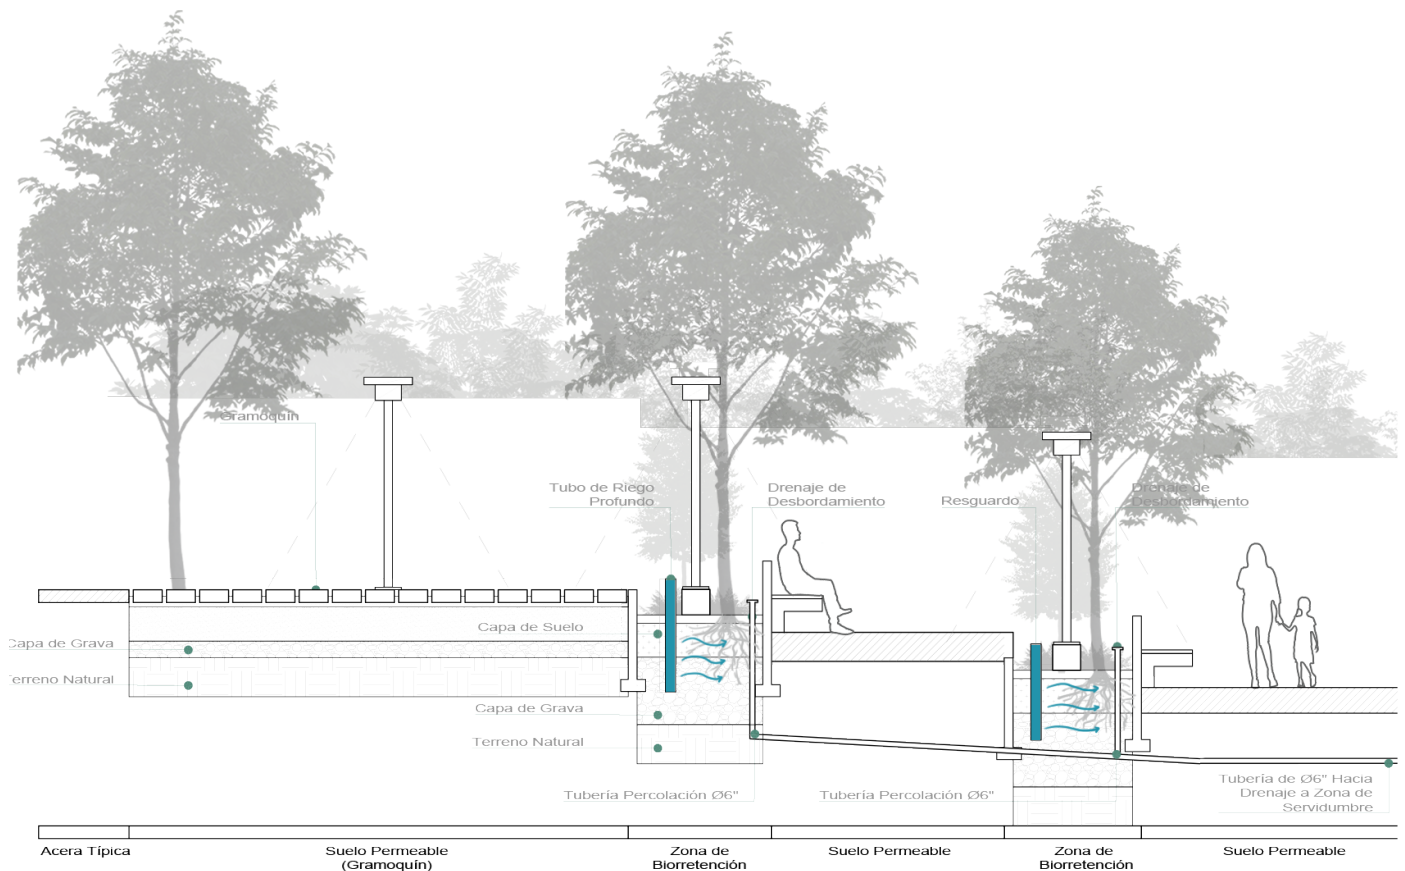 Gramoquín
Tubo de Riego
Profundo
Drenaje de
Desbordamiento
Resguardo
Drenaje de
Desbordamiento
Capa de Suelo
Capa de Grava
Terreno Natural
Capa de Grava
Terreno Natural
Tubería Percolación Ø6"
Tubería Percolación Ø6"
Tubería de Ø6" Hacia
Drenaje a Zona de
Servidumbre
Acera Típica
Suelo Permeable
(Gramoquín)
Zona de
Biorretención
Suelo Permeable
Zona de
Biorretención
Suelo Permeable